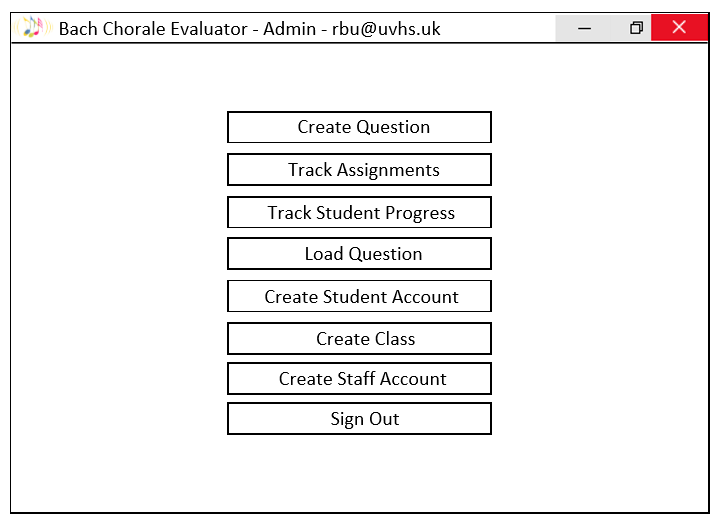 Bach Chorale Evaluator - Admin - rbu@uvhs.uk
Create Question
Track Assignments
Track Student Progress
Load Question
Create Student Account
Create Class
Create Staff Account
Sign Out